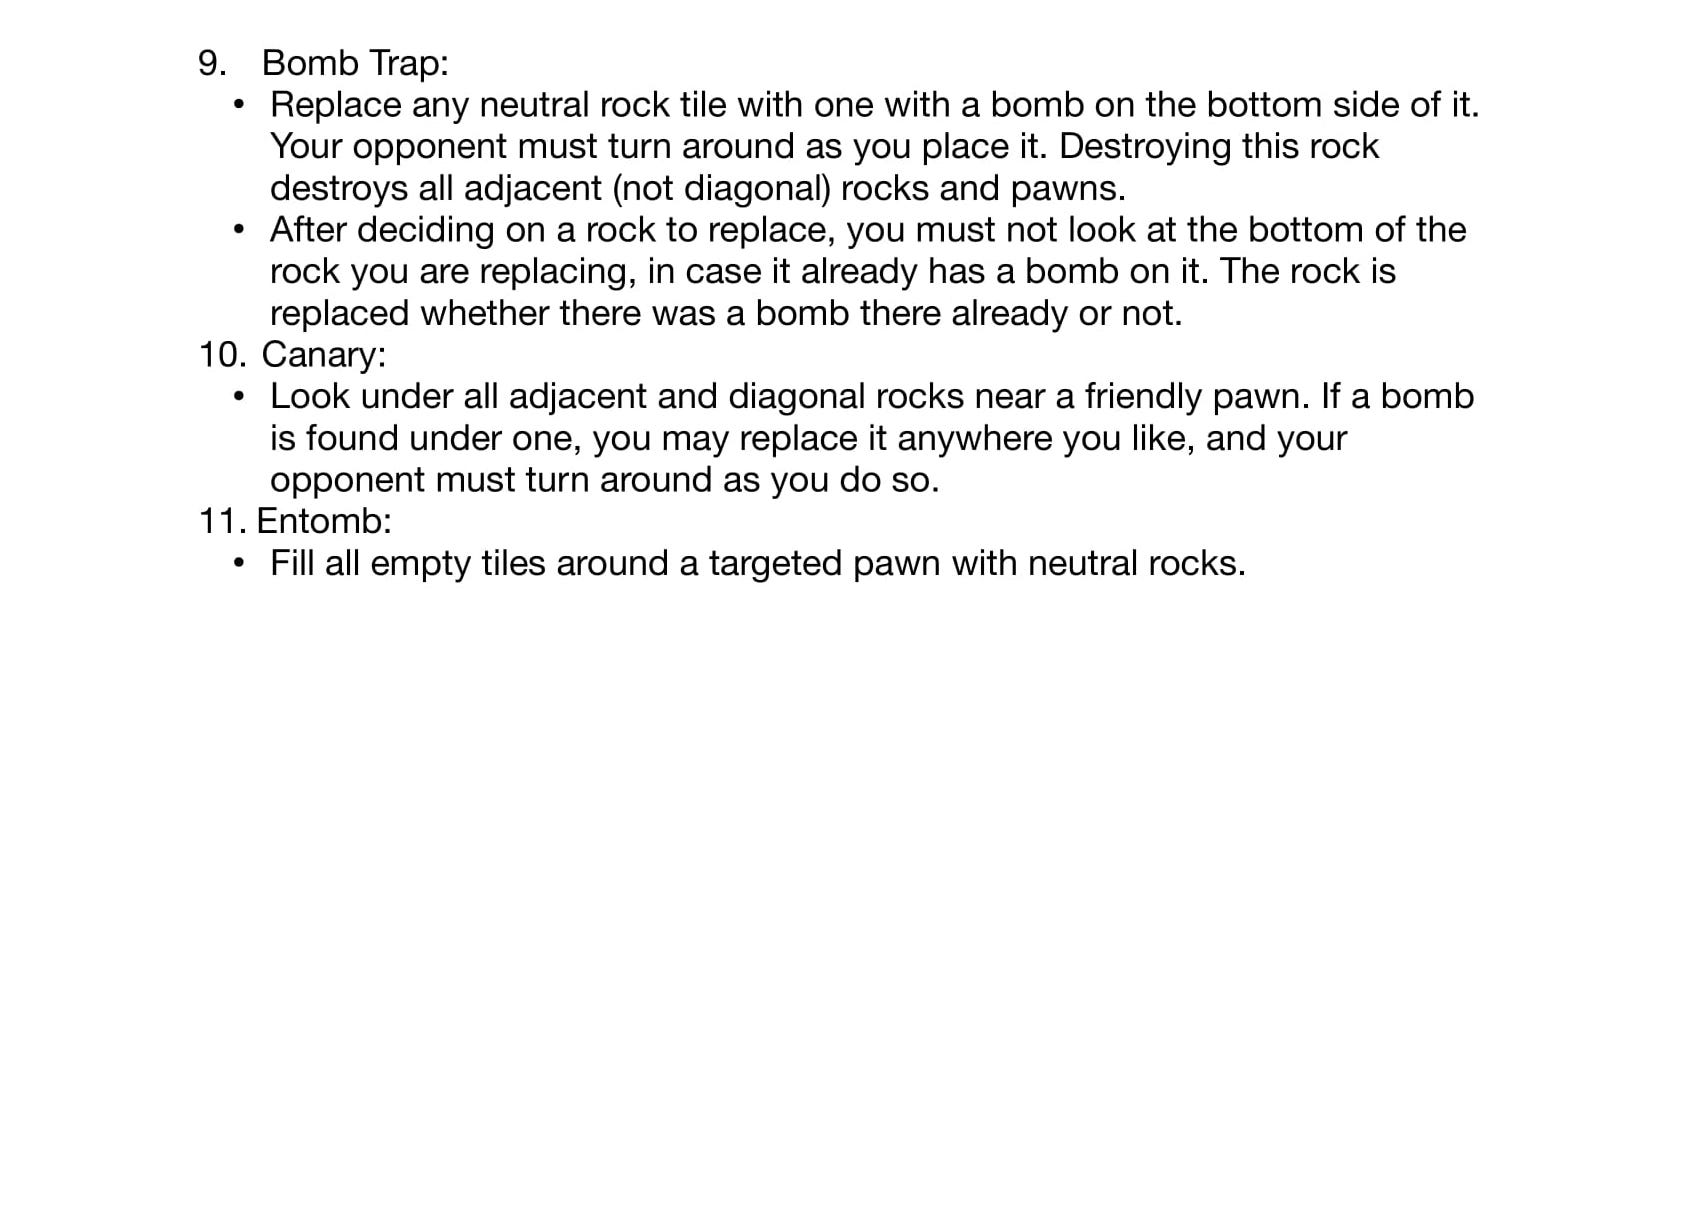 9. Bomb Trap:
• Replace any neutral rock tile with one with a bomb on the bottom side of it.
Your opponent must turn around as you place it. Destroying this rock
destroys all adjacent (not diagonal) rocks and pawns.
• After deciding on a rock to replace, you must not look at the bottom of the
rock you are replacing, in case it already has a bomb on it. The rock is
replaced whether there was a bomb there already or not.
10. Canary:
• Look under all adjacent and diagonal rocks near a friendly pawn. If a bomb
is found under one, you may replace it anywhere you like, and your
opponent must turn around as you do so.
11. Entomb:
• Fill all empty tiles around a targeted pawn with neutral rocks.